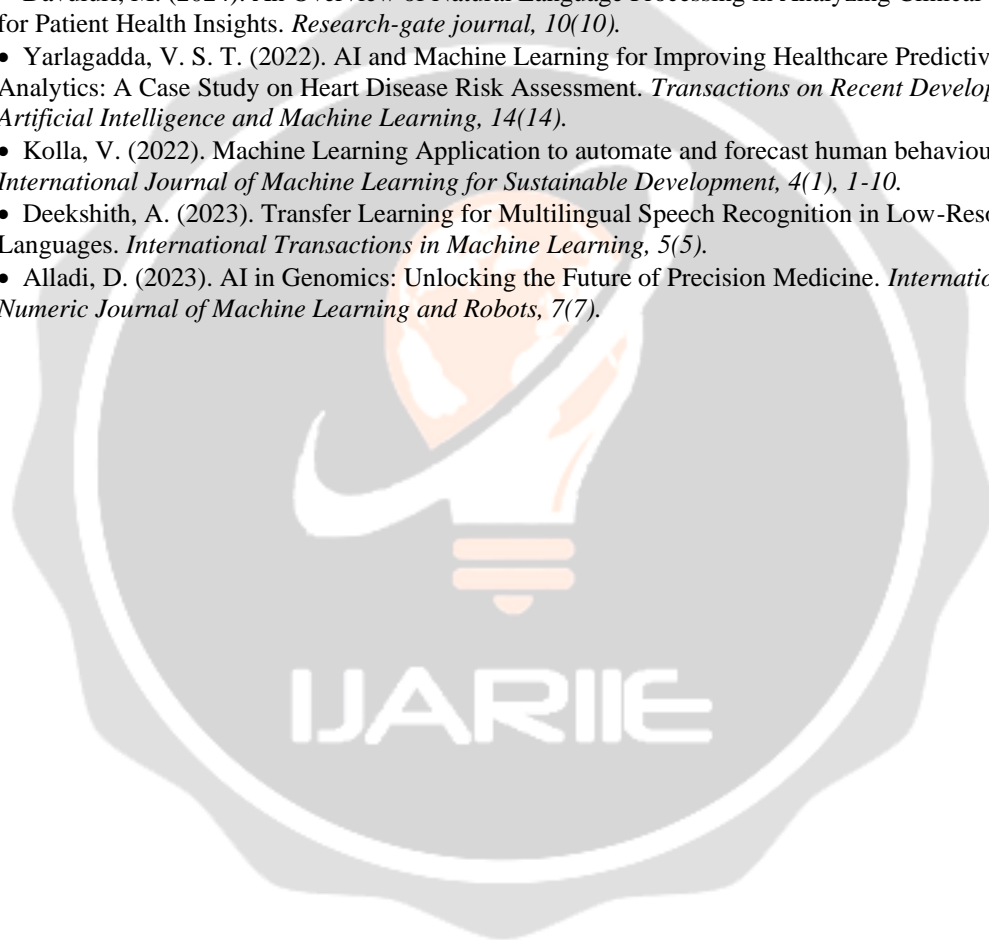 for Patient Health Insights. Research-gate journal, 10(10).
• Yarlagadda, V. S. T. (2022). AI and Machine Learning for Improving Healthcare Predictiv
Analytics: A Case Study on Heart Disease Risk Assessment. Transactions on Recent Develop
Artificial Intelligence and Machine Learning, 14(14).
• Kolla, V. (2022). Machine Learning Application to automate and forecast human behaviou
International Journal of Machine Learning for Sustainable Development, 4(1), 1-10.
• Deekshith, A. (2023). Transfer Learning for Multilingual Speech Recognition in Low-Reso
Languages. International Transactions in Machine Learning, 5(5).
• Alladi, D. (2023). AI in Genomics: Unlocking the Future of Precision Medicine. Internatio
Numeric Journal of Machine Learning and Robots, 7(7).
IJARIIE